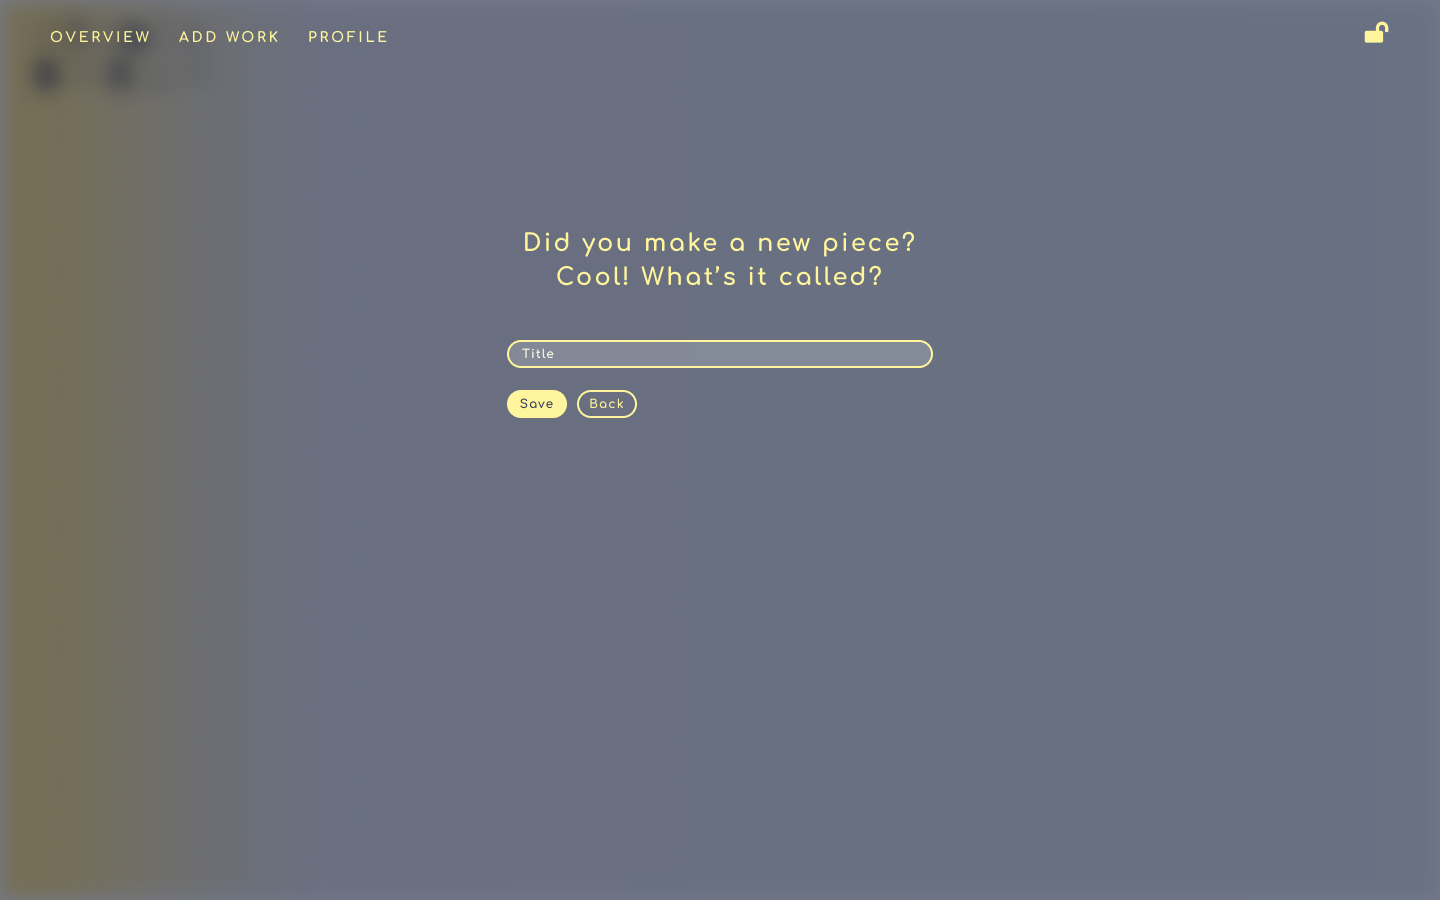 OVERVIEW ADD WORK PROFILE
Did you make a new piece?
Cool! What’s it called?
Title
Save Back